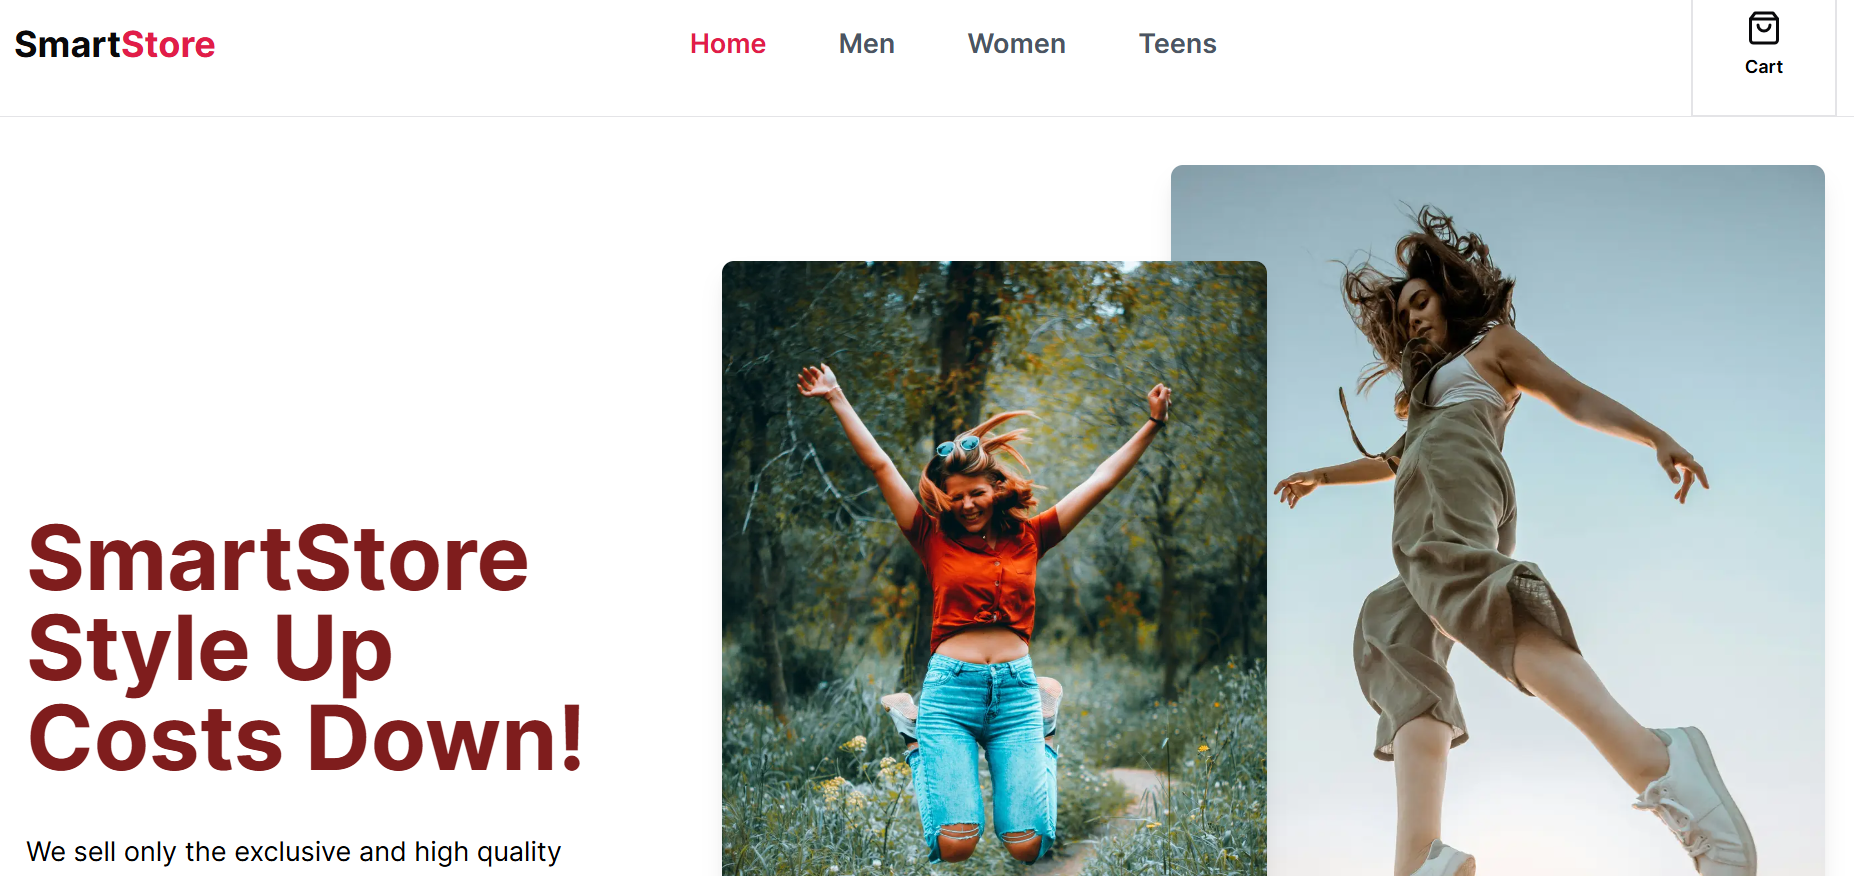 SmartStore
Home Men Women Teens
Cart
SmartStore
Style Up
Costs Down!
We sell only the exclusive and high quality